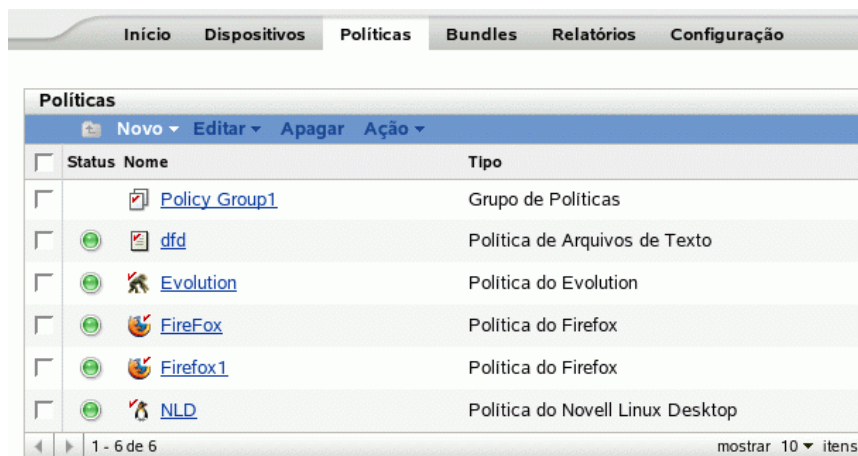 Início Dispositivos Políticas Bundles Relatórios Configuração
Políticas
Novo Editar Apagar Ação
Status Nome Tipo
Policy Group1 Grupo de Políticas
dfd Política de Arquivos de Texto
Evolution Política do Evolution
FireFox Política do Firefox
Firefox1 Política do Firefox
NLD Política do Novell Linux Desktop
1 - 6 de 6 mostrar 10 itens